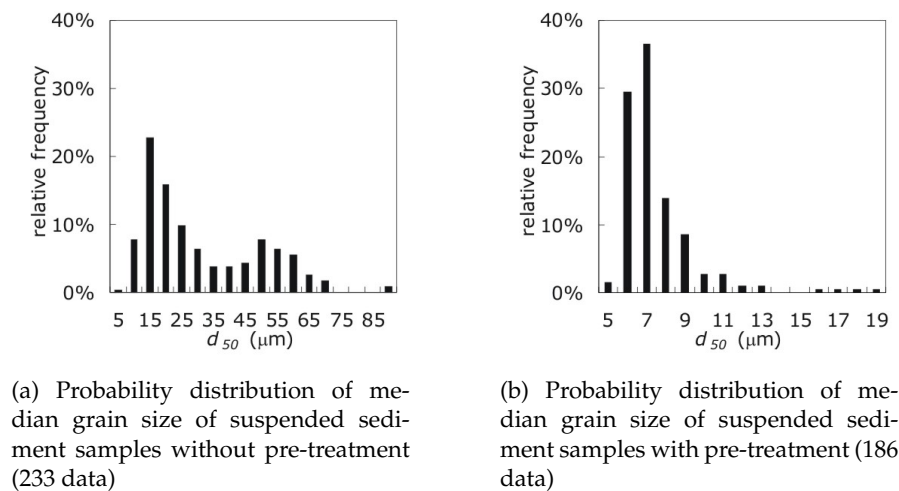 40%
30%
20%
10%
0%
relative frequency
5 15 25 35 45 55 65 75 85
d50 (μm)
(a) Probability distribution of me-
dian grain size of suspended sedi-
ment samples without pre-treatment
(233 data)
40%
30%
20%
10%
0%
relative frequency
5 7 9 11 13 15 17 19
d50 (μm)
(b) Probability distribution of me-
dian grain size of suspended sedi-
ment samples with pre-treatment (186
data)